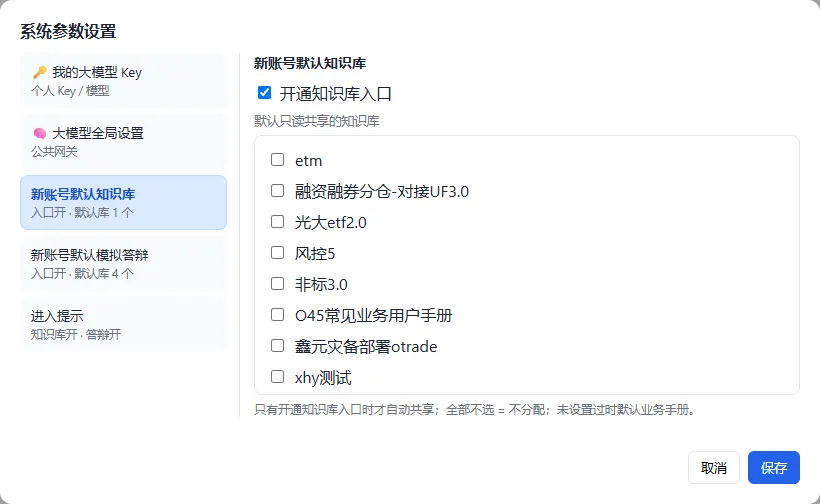 系统参数设置
🔑 我的大模型 Key
个人 Key / 模型
🧠 大模型全局设置
公共网关
新账号默认知识库
入口开 · 默认库 1 个
新账号默认模拟答辩
入口开 · 默认库 4 个
进入提示
知识库开 · 答辩开
新账号默认知识库
开通知识库入口
默认只读共享的知识库
etm
融资融券分仓-对接UF3.0
光大etf2.0
风控5
非标3.0
O45常见业务用户手册
鑫元灾备部署otrade
xhy测试
只有开通知识库入口时才自动共享；全部不选 = 不分配；未设置过时默认业务手册。
取消
保存